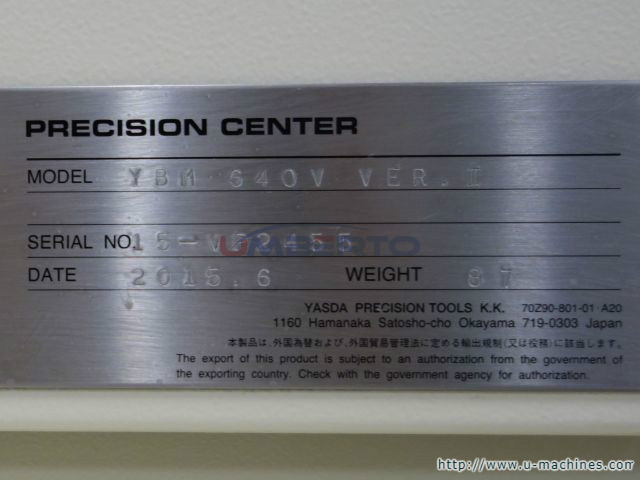 PRECISION CENTER
MODEL YBM 640V VER.II
SERIAL NO.
UMBERTO
DATE 2015.6 WEIGHT 8T
YASDA PRECISION TOOLS K.K. 70Z90-801-01-A20
1160 Hamanaka Satosho-cho Okayama 719-0303 Japan
本製品は、外国為替および、外国貿易管理法に定める輸出規制(又は役務)に該当します。
The export of this product is subject to an authorization from the government of
the exporting country. Check with the government agency for authorization.
http://www.u-machines.com